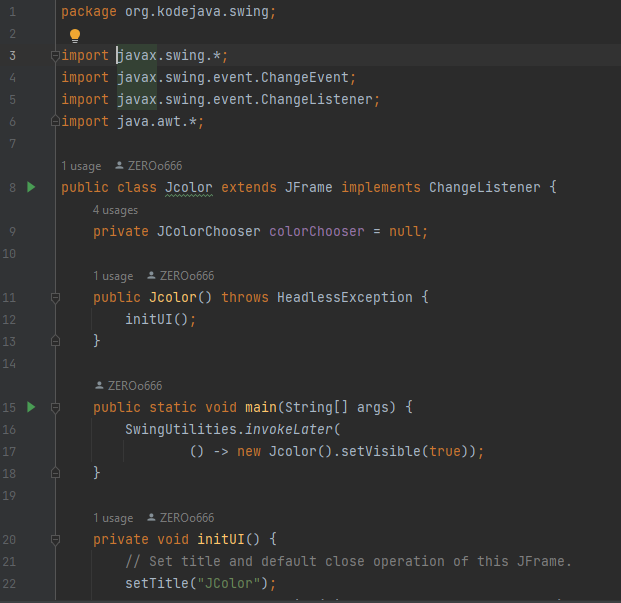 1 package org.kodejava.swing;
2
3 import javax.swing.*;
4 import javax.swing.event.ChangeEvent;
5 import javax.swing.event.ChangeListener;
6 import java.awt.*;
7
1 usage ZEROo666
8 public class Jcolor extends JFrame implements ChangeListener {
4 usages
9 private JColorChooser colorChooser = null;
10
1 usage ZEROo666
11 public Jcolor() throws HeadlessException {
12 initUI();
13 }
14
ZEROo666
15 public static void main(String[] args) {
16 SwingUtilities.invokeLater(
17 () -> new Jcolor().setVisible(true));
18 }
19
1 usage ZEROo666
20 private void initUI() {
21 // Set title and default close operation of this JFrame.
22 setTitle("JColor");